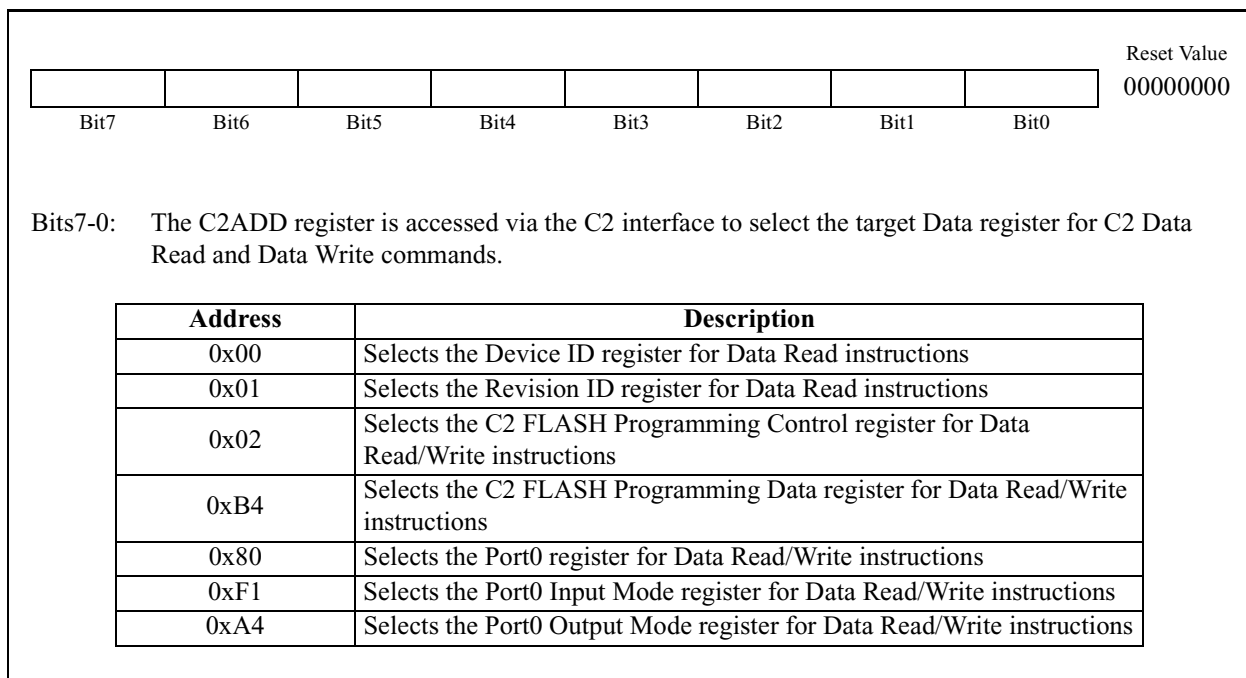 Reset Value
00000000
Bit7 Bit6 Bit5 Bit4 Bit3 Bit2 Bit1 Bit0
Bits7-0: The C2ADD register is accessed via the C2 interface to select the target Data register for C2 Data
Read and Data Write commands.
Address Description
0x00 Selects the Device ID register for Data Read instructions
0x01 Selects the Revision ID register for Data Read instructions
0x02 Selects the C2 FLASH Programming Control register for Data
Read/Write instructions
0xB4 Selects the C2 FLASH Programming Data register for Data Read/Write
instructions
0x80 Selects the Port0 register for Data Read/Write instructions
0xF1 Selects the Port0 Input Mode register for Data Read/Write instructions
0xA4 Selects the Port0 Output Mode register for Data Read/Write instructions